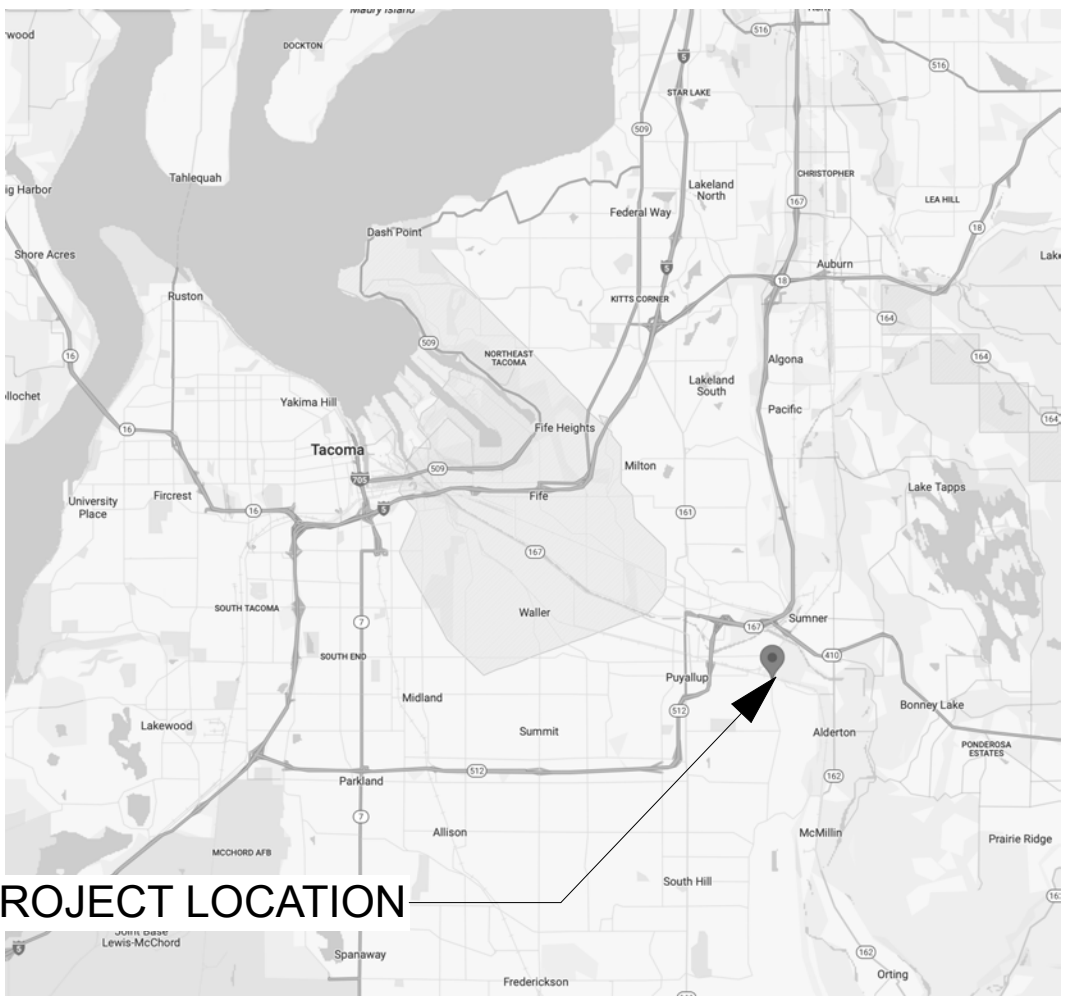 Maury Island
516
rwood
DOCKTON
5
516
STAR LAKE
509
CHRISTOPHER
Tahlequah
Lakeland
North
ig Harbor
LEA HILL
167
Federal Way
18
Dash Point
Shore Acres
Lak
5
Auburn
18
Ruston
KITTS CORNER
164
509
16
NORTHEAST
TACOMA
164
Algona
Lakeland
South
ollochet
Yakima Hill
Pacific
164
16
Fife Heights
Tacoma
509
Milton
705
Lake Tapps
University
Place
Fircrest
Fife
16
5
161
167
SOUTH TACOMA
Waller
7
167
Sumner
SOUTH END
410
Puyallup
Midland
Bonney Lake
512
Lakewood
Summit
Alderton
PONDEROSA
ESTATES
512
162
Parkland
7
Allison
McMillin
Prairie Ridge
MCCHORD AFB
South Hill
ROJECT LOCATION
Joint Base
Lewis-McChord
5
Spanaway
162
Orting
Frederickson